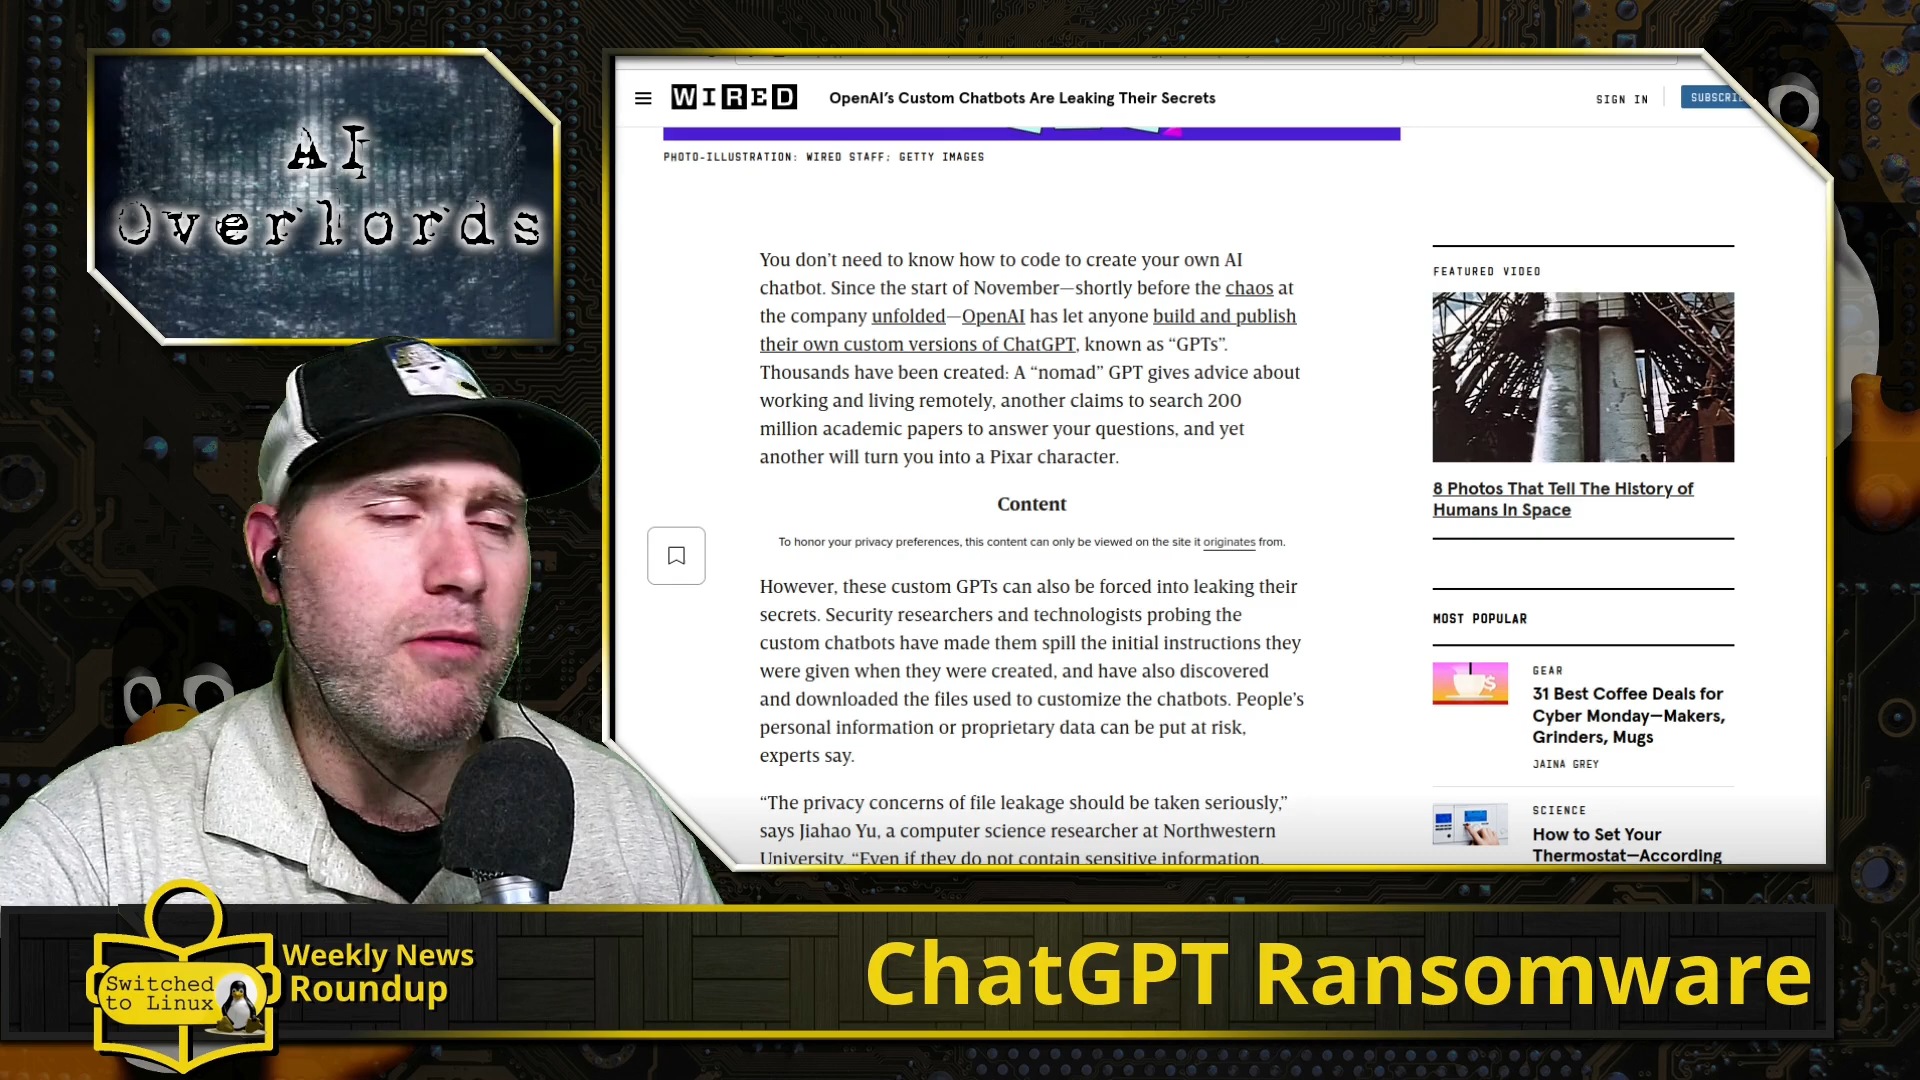 AI
Overlords
WIRED
OpenAI's Custom Chatbots Are Leaking Their Secrets
SIGN IN
PHOTO-ILLUSTRATION: WIRED STAFF; GETTY IMAGES
You don't need to know how to code to create your own AI
chatbot. Since the start of November—shortly before the chaos at
the company unfolded—OpenAI has let anyone build and publish
their own custom versions of ChatGPT, known as “GPTs”.
Thousands have been created: A “nomad” GPT gives advice about
working and living remotely, another claims to search 200
million academic papers to answer your questions, and yet
another will turn you into a Pixar character.
Content
To honor your privacy preferences, this content can only be viewed on the site it originates from.
However, these custom GPTs can also be forced into leaking their
secrets. Security researchers and technologists probing the
custom chatbots have made them spill the initial instructions they
were given when they were created, and have also discovered
and downloaded the files used to customize the chatbots. People's
personal information or proprietary data can be put at risk,
experts say.
“The privacy concerns of file leakage should be taken seriously,”
says Jiahao Yu, a computer science researcher at Northwestern
University. “Even if they do not contain sensitive information,
FEATURED VIDEO
8 Photos That Tell The History of
Humans In Space
MOST POPULAR
GEAR
31 Best Coffee Deals for
Cyber Monday—Makers,
Grinders, Mugs
JAINA GREY
SCIENCE
How to Set Your
Thermostat—According
Switched
to Linux
Weekly News
Roundup
ChatGPT Ransomware